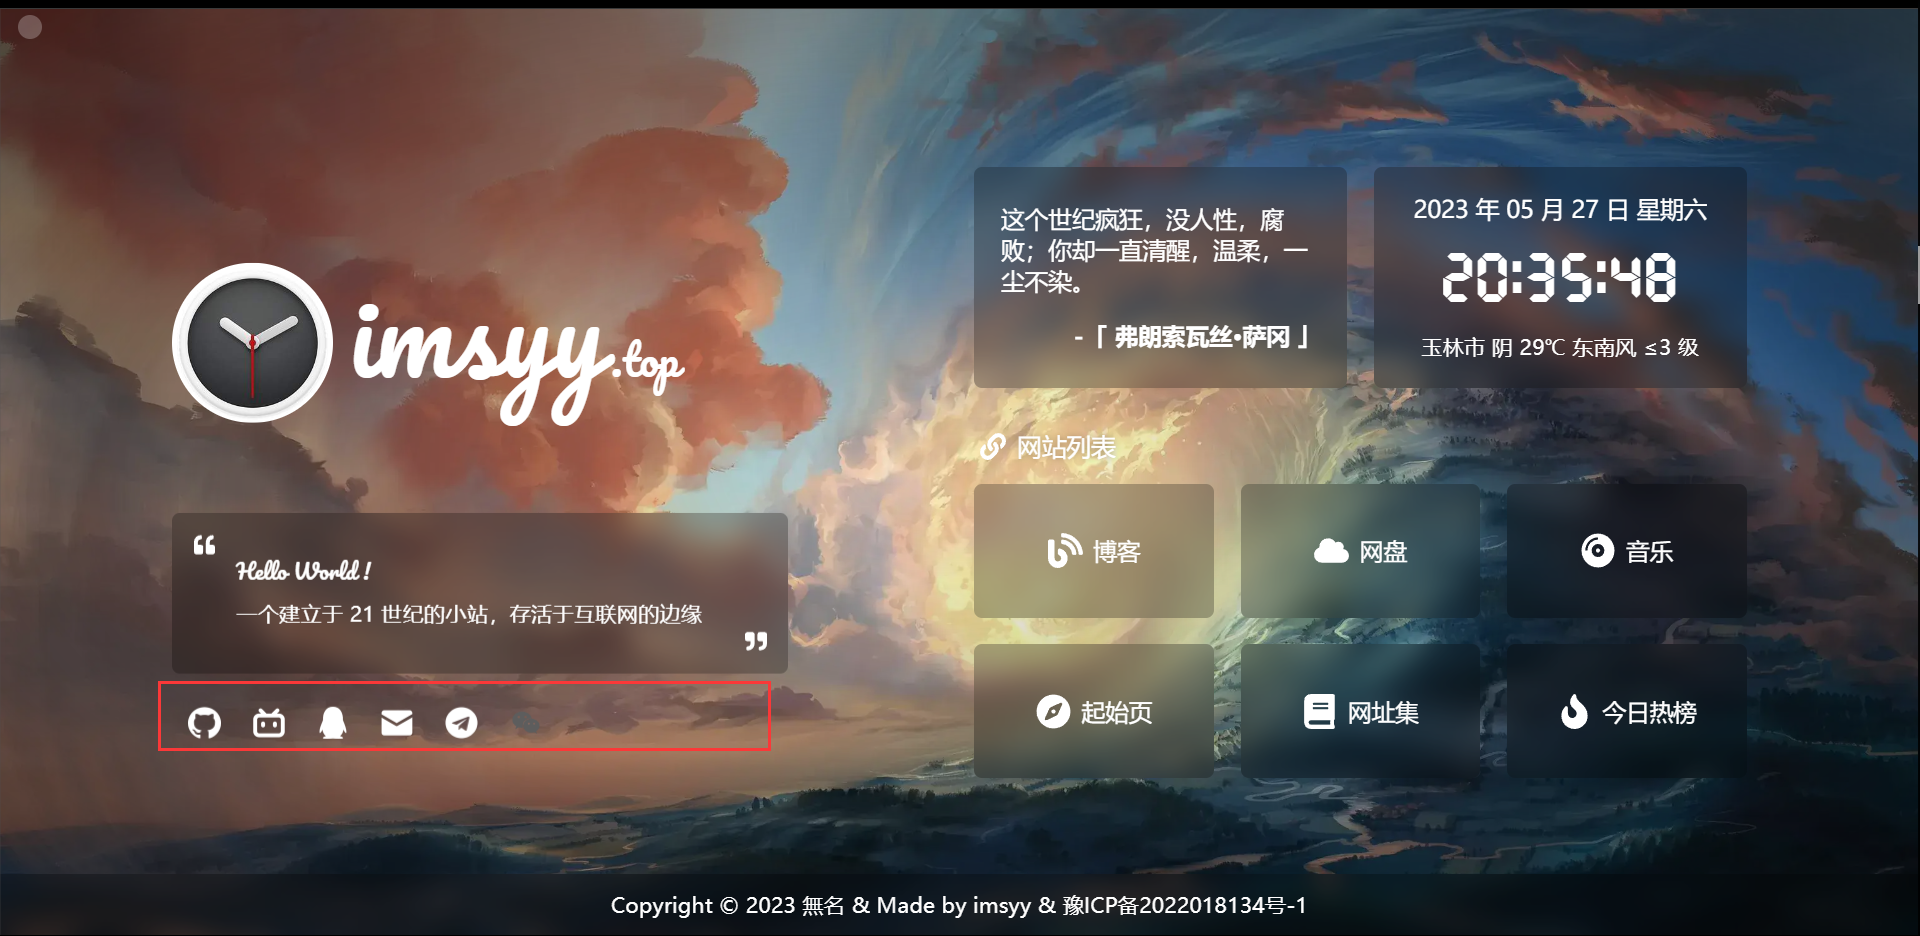 imsyy.top
Hello World !
一个建立于 21 世纪的小站，存活于互联网的边缘
这个世纪疯狂，没人性，腐
败；你却一直清醒，温柔，一
尘不染。
-「 弗朗索瓦丝·萨冈 」
2023 年 05 月 27 日 星期六
20:35:48
玉林市 阴 29℃ 东南风 ≤3 级
网站列表
博客
网盘
音乐
起始页
网址集
今日热榜
Copyright © 2023 無名 & Made by imsyy & 豫ICP备2022018134号-1